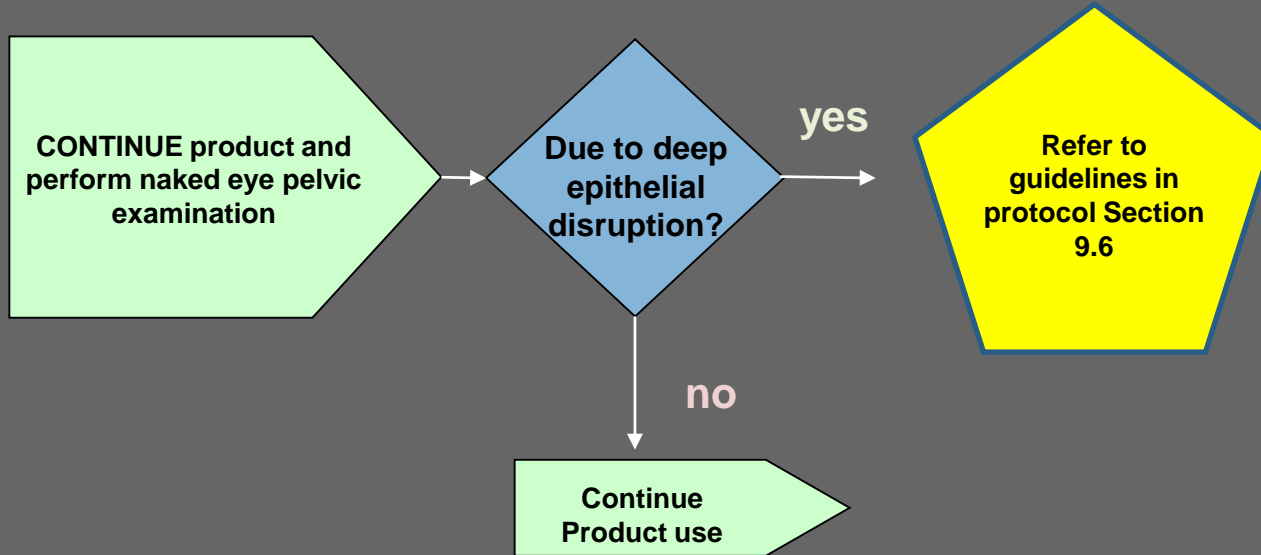 CONTINUE product and
perform naked eye pelvic
examination
Due to deep
epithelial
disruption?
yes
Refer to
guidelines in
protocol Section
9.6
no
Continue
Product use